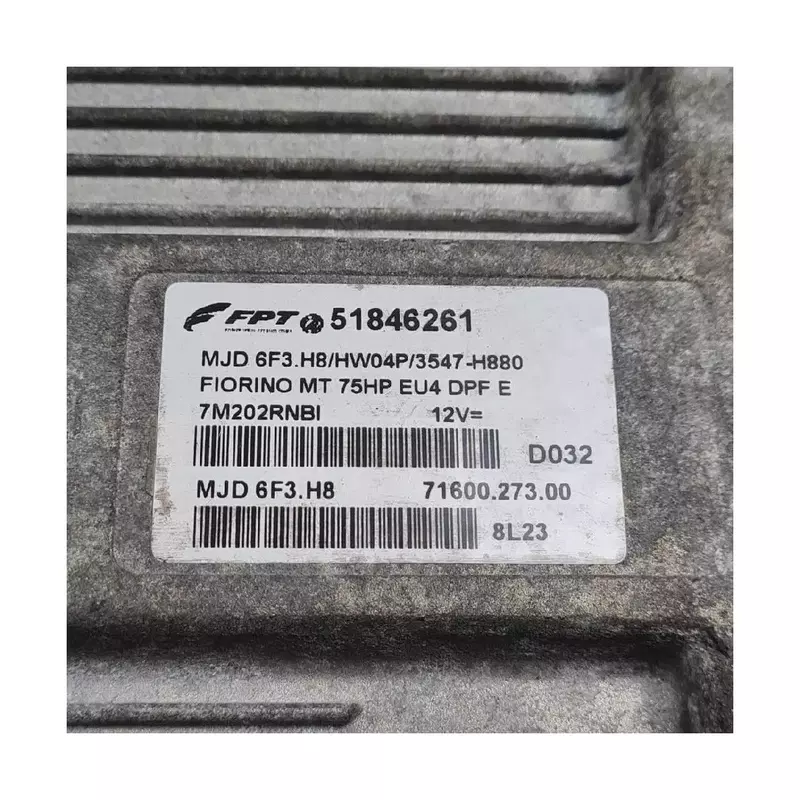 FPT 51846261
MJD 6F3.H8/HW04P/3547-H880
FIORINO MT 75HP EU4 DPF E
7M202RNBI 12V=
D032
MJD 6F3.H8 71600.273.00
8L23